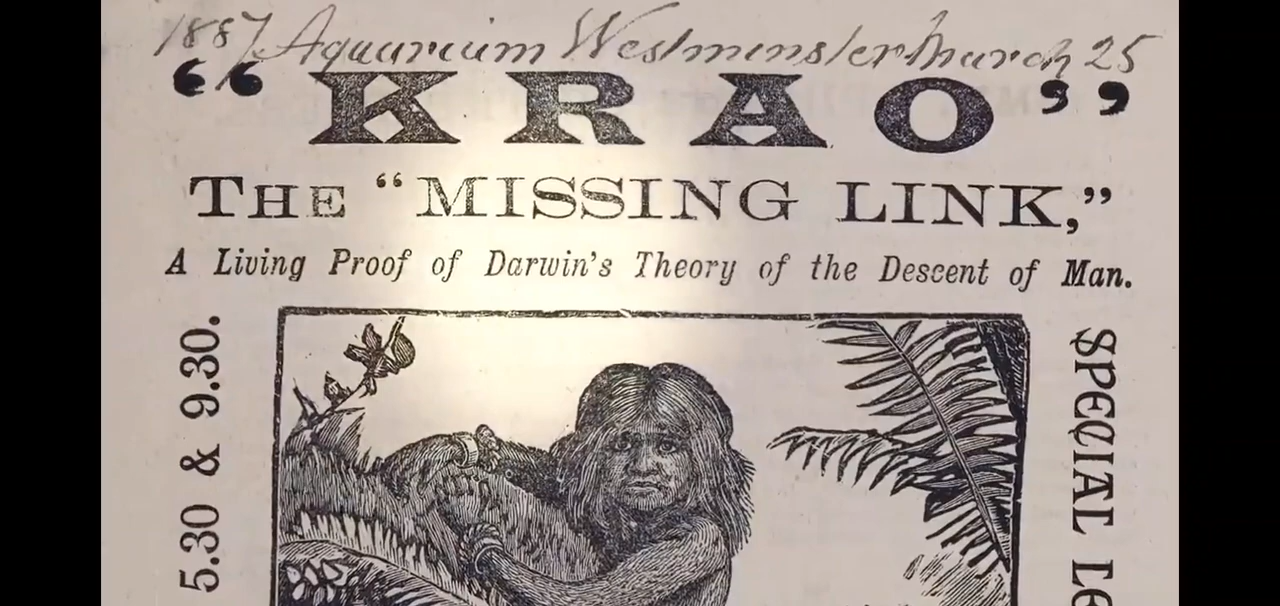 1887 Aquarium Westminster March 25
“KRAO”
THE “MISSING LINK,”
A Living Proof of Darwin's Theory of the Descent of Man.
5.30 & 9.30.
SPECIAL